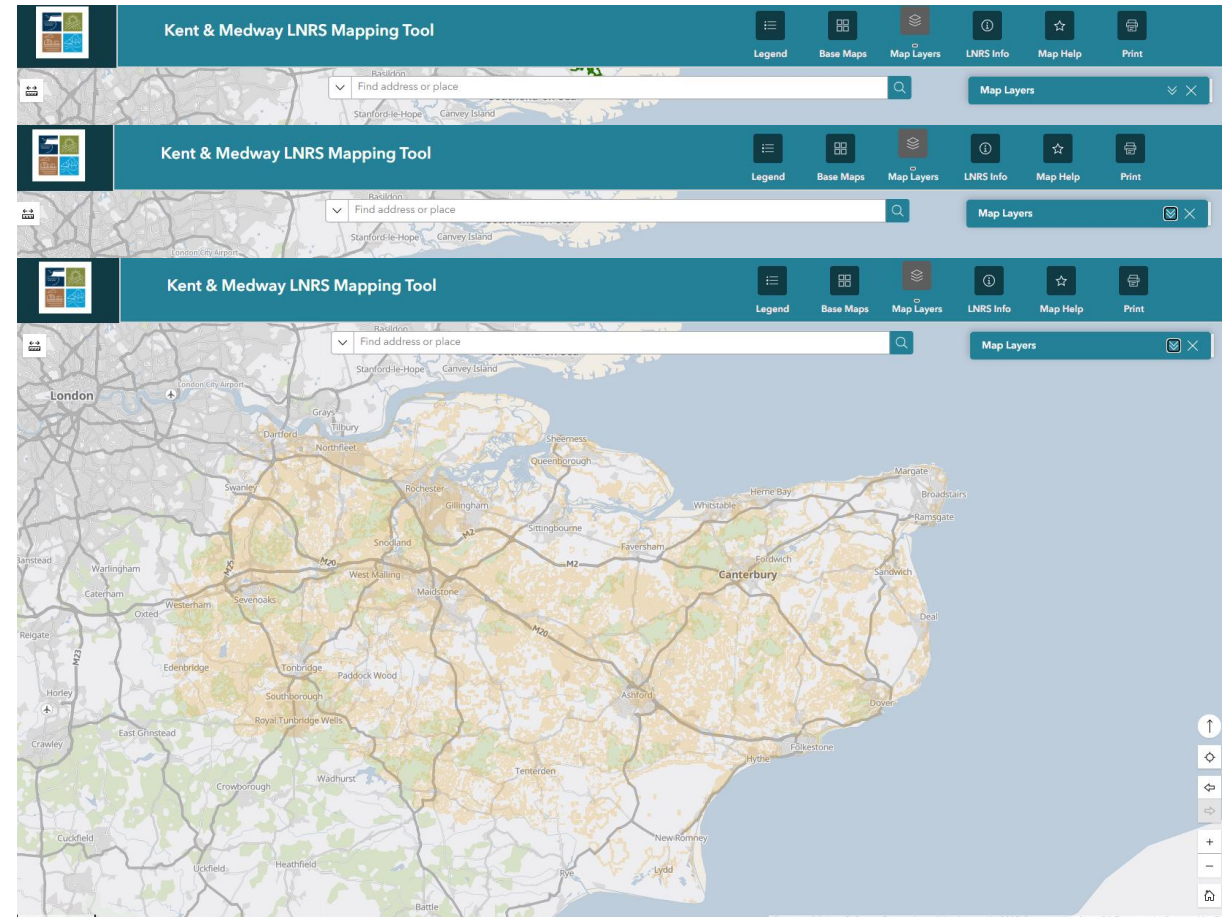 Kent & Medway LNRS Mapping Tool
Legend
Base Maps
Map Layers
LNRS Info
Map Help
Print
Basildon
Find address or place
Map Layers
Stanford-le-Hope
Canvey Island
Kent & Medway LNRS Mapping Tool
Legend
Base Maps
Map Layers
LNRS Info
Map Help
Print
Basildon
Find address or place
Map Layers
Stanford-le-Hope
Canvey Island
London City Airport
Kent & Medway LNRS Mapping Tool
Legend
Base Maps
Map Layers
LNRS Info
Map Help
Print
Basildon
Find address or place
Map Layers
Stanford-le-Hope
Canvey Island
London City Airport
London
Grays
Tilbury
Dartford
Northfleet
Sheerness
Queenborough
Margate
Swanley
Rochester
Herne Bay
Broadstairs
Gillingham
Whitstable
Ramsgate
Sittingbourne
M2
Snodland
Faversham
Fordwich
Banstead
Warlingham
M25
M20
West Malling
M2
Canterbury
Sandwich
Caterham
Sevenoaks
Maidstone
Westerham
Oxted
Deal
Reigate
M20
M23
Edenbridge
Tonbridge
Paddock Wood
Horley
Southborough
Ashford
Dover
Royal Tunbridge Wells
East Grinstead
Crawley
Folkestone
Hythe
Tenterden
Wadhurst
Crowborough
Cuckfield
New Romney
Uckfield
Heathfield
Rye
Lydd
Battle